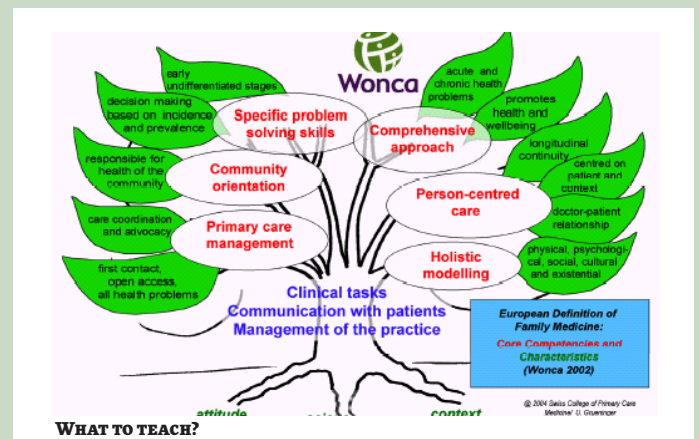 Wonca
early
undifferentiated stages
decision making
based on incidence
and prevalence
responsible for
health of the
community
care coordination
and advocacy
first contact,
open access,
all health problems
Specific problem
solving skills
Community
orientation
Primary care
management
Comprehensive
approach
Person-centred
care
Holistic
modelling
acute and
chronic health
problems
promotes
health and
wellbeing
longitudinal
continuity
centred on
patient and
context
doctor-patient
relationship
physical, psychologi-
cal, social, cultural
and existential
Clinical tasks
Communication with patients
Management of the practice
European Definition of
Family Medicine:
Core Competencies and
Characteristics
(Wonca 2002)
attitude
context
@ 2004 Swiss College of Primary Care
Medicine/ U. Grueninger
WHAT TO TEACH?